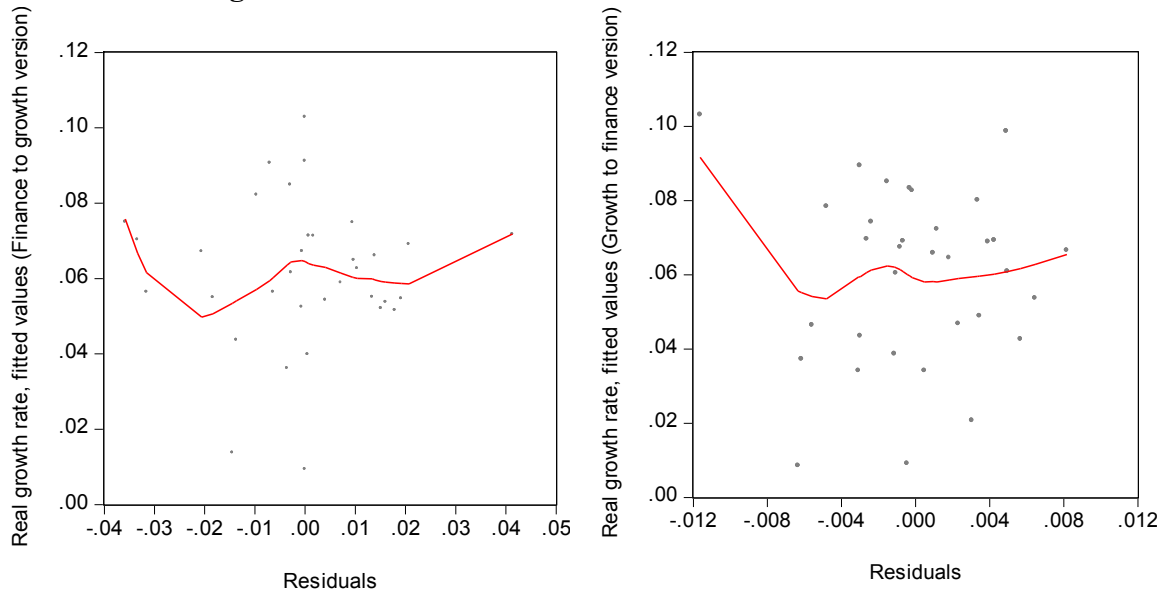 Real growth rate, fitted values (Finance to growth version)
.12
.10
.08
.06
.04
.02
.00
-.04 -.03 -.02 -.01 .00 .01 .02 .03 .04 .05
Residuals
Real growth rate, fitted values (Growth to finance version)
.12
.10
.08
.06
.04
.02
.00
-.012 -.008 -.004 .000 .004 .008 .012
Residuals